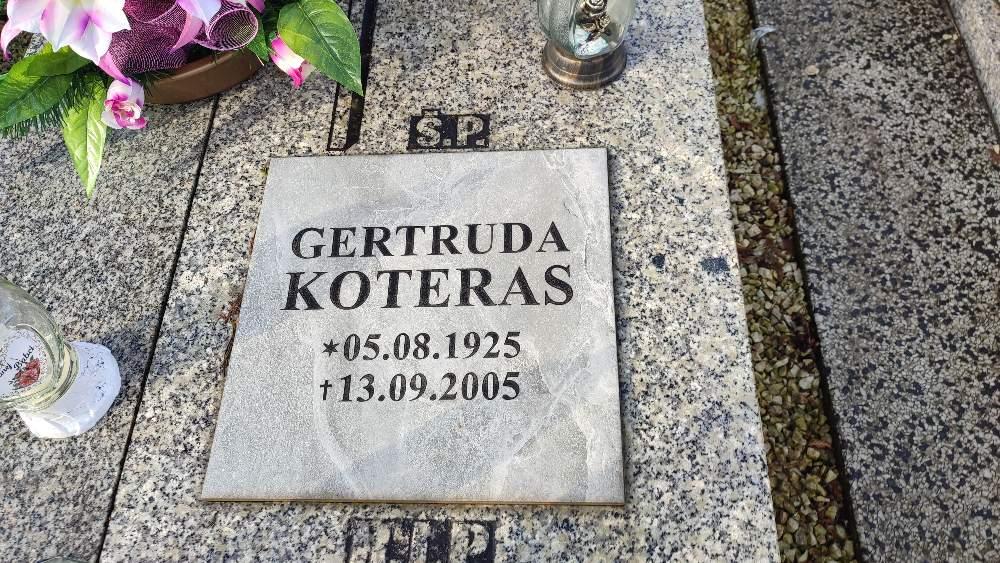 Ś.P.
GERTRUDA
KOTERAS
*05.08.1925
†13.09.2005